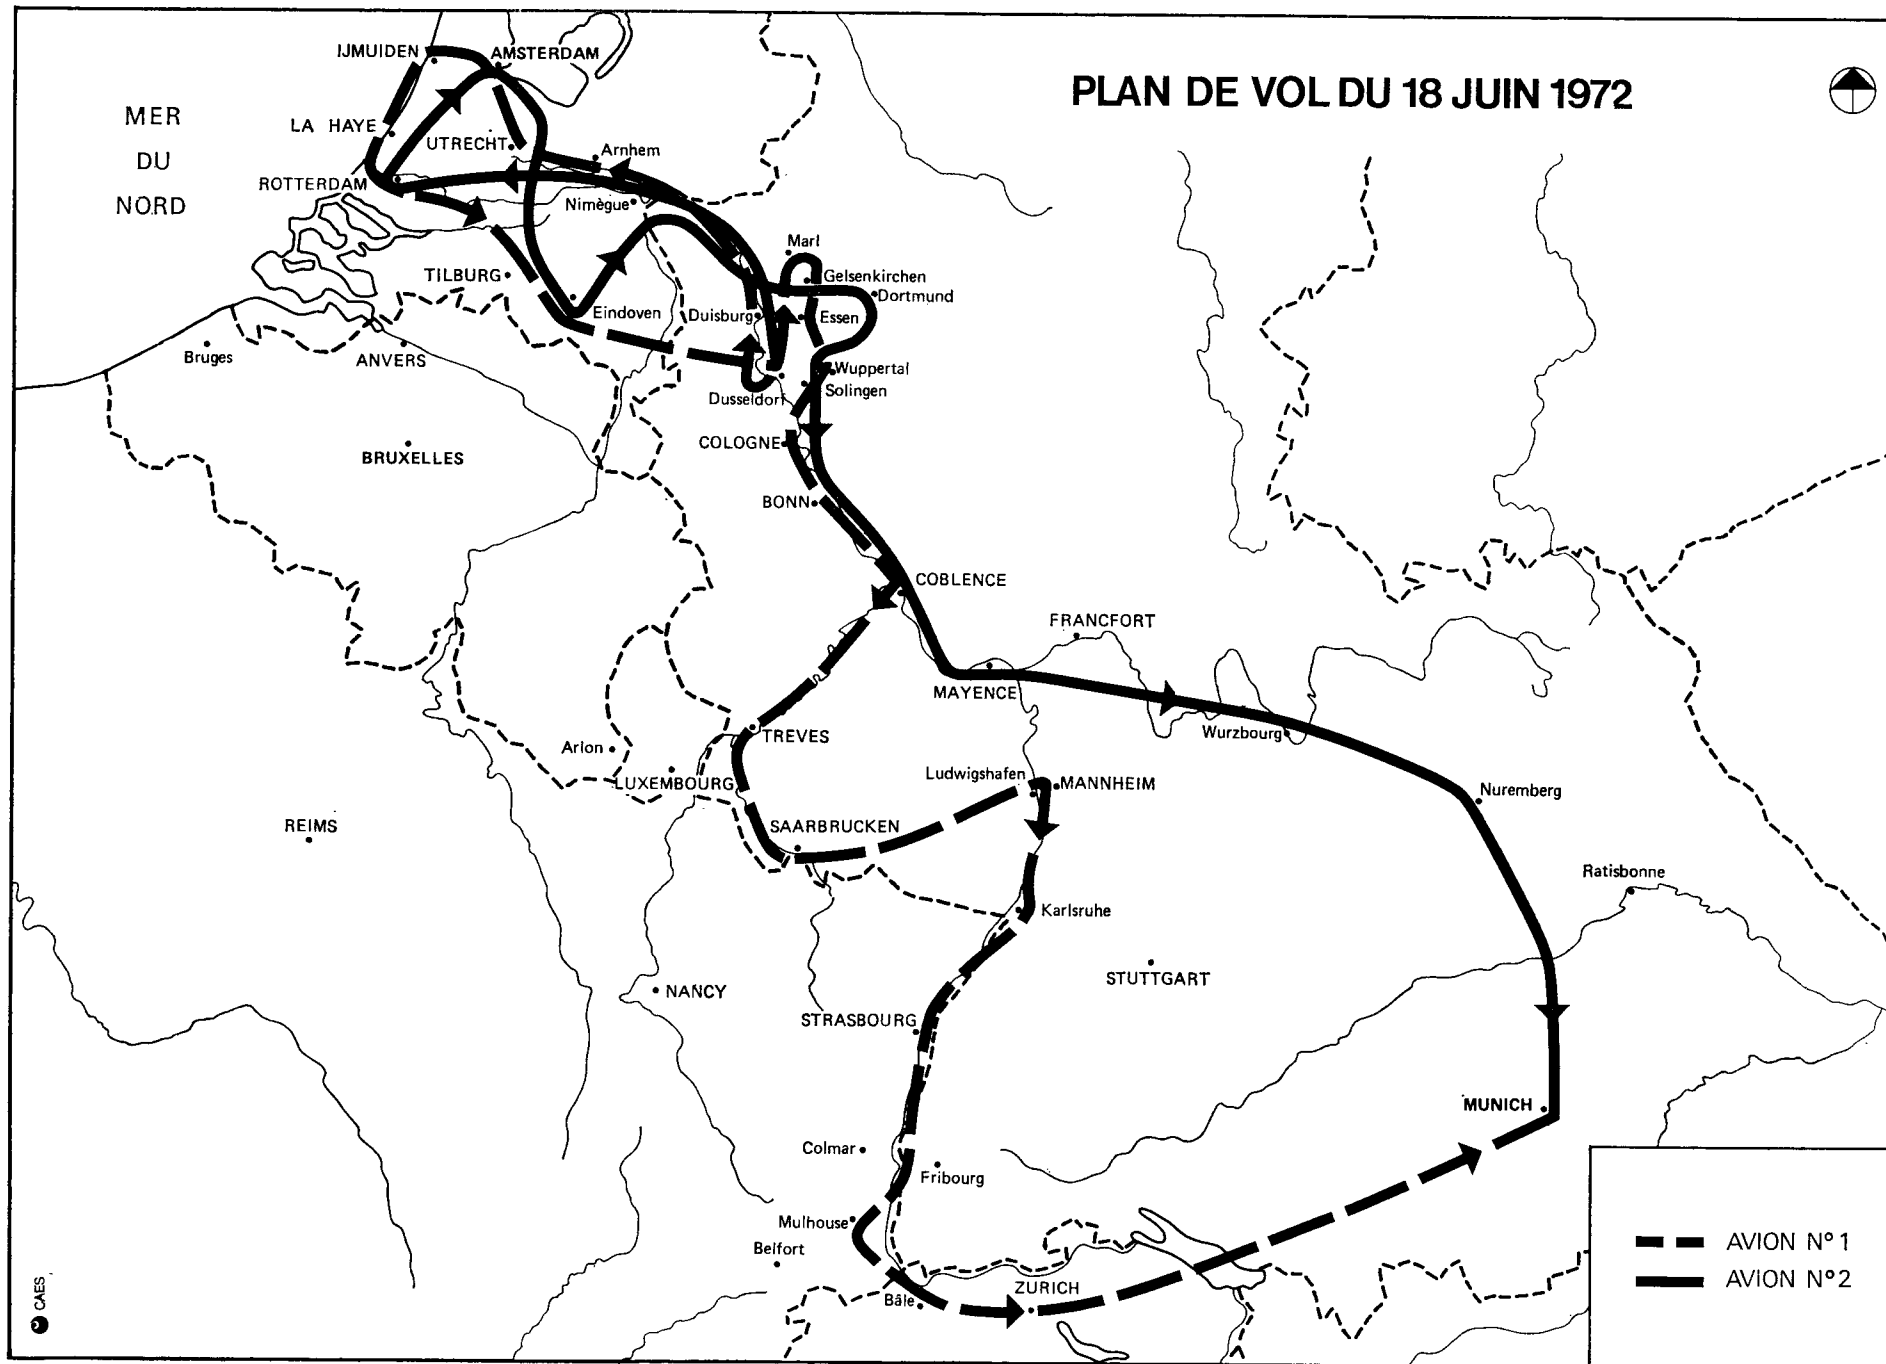 PLAN DE VOL DU 18 JUIN 1972
MER
DU
NORD
IJMUIDEN
AMSTERDAM
LA HAYE
UTRECHT
Arnhem
ROTTERDAM
Nimègue
Marl
TILBURG
Gelsenkirchen
Dortmund
Eindoven
Duisburg
Essen
Bruges
ANVERS
Wuppertal
Solingen
Dusseldorf
COLOGNE
BRUXELLES
BONN
COBLENCE
FRANCFORT
MAYENCE
Wurzbourg
TREVES
Arlon
LUXEMBOURG
Ludwigshafen
MANNHEIM
Nuremberg
REIMS
SAARBRUCKEN
Ratisbonne
Karlsruhe
STUTTGART
NANCY
STRASBOURG
MUNICH
Colmar
Fribourg
Mulhouse
Belfort
ZURICH
Bâle
AVION N° 1
AVION N° 2
CAES